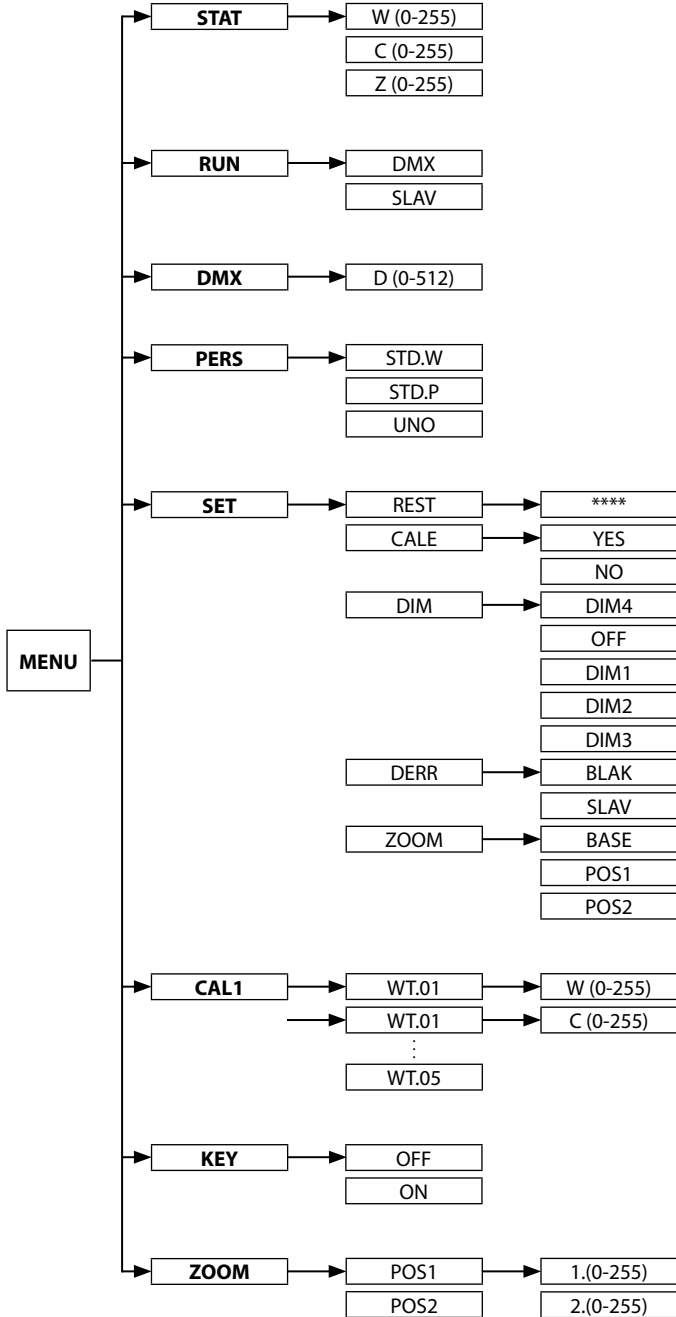 STAT W (0-255)
C (0-255)
Z (0-255)
RUN DMX
SLAV
DMX D (0-512)
PERS STD.W
STD.P
UNO
SET REST ****
CALE YES
NO
DIM DIM4
OFF
MENU
DIM1
DIM2
DIM3
DERR BLAK
SLAV
ZOOM BASE
POS1
POS2
CAL1 WT.01 W (0-255)
WT.01 C (0-255)
⋮
WT.05
KEY OFF
ON
ZOOM POS1 1.(0-255)
POS2 2.(0-255)